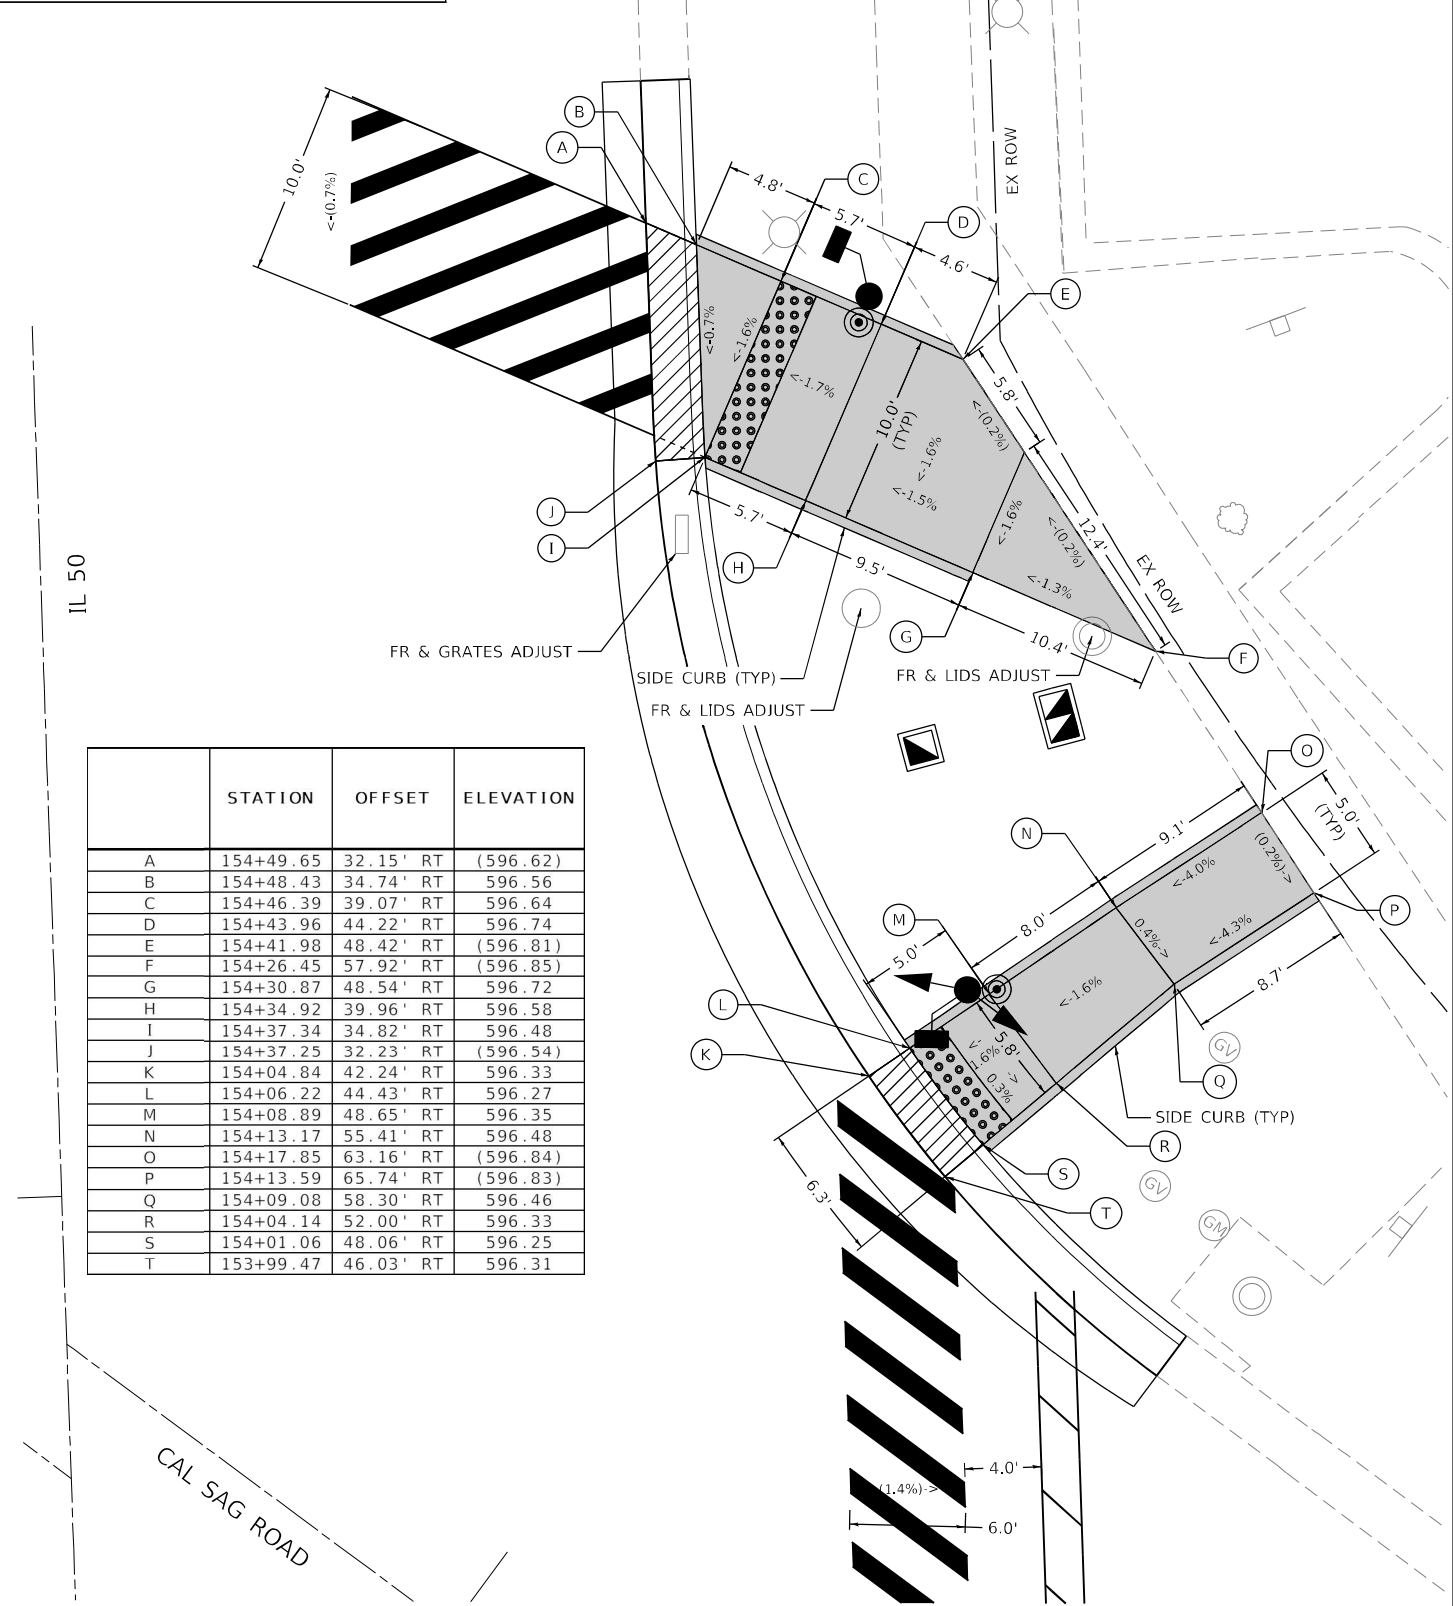 B
A
10.0'
<-(0.7%)
4.8'
C
5.7'
D
4.6'
E
EX ROW
<-0.7%
<-1.6%
<-1.7%
10.0'
(TYP)
<-1.6%
<-1.5%
5.8'
<-(0.2%)
<-1.6%
<-(0.2%)
12.4'
<-1.3%
EX ROW
J
I
5.7'
H
9.5'
G
10.4'
F
IL 50
FR & GRATES ADJUST
SIDE CURB (TYP)
FR & LIDS ADJUST
FR & LIDS ADJUST
STATION OFFSET ELEVATION
A 154+49.65 32.15' RT (596.62)
B 154+48.43 34.74' RT 596.56
C 154+46.39 39.07' RT 596.64
D 154+43.96 44.22' RT 596.74
E 154+41.98 48.42' RT (596.81)
F 154+26.45 57.92' RT (596.85)
G 154+30.87 48.54' RT 596.72
H 154+34.92 39.96' RT 596.58
I 154+37.34 34.82' RT 596.48
J 154+37.25 32.23' RT (596.54)
K 154+04.84 42.24' RT 596.33
L 154+06.22 44.43' RT 596.27
M 154+08.89 48.65' RT 596.35
N 154+13.17 55.41' RT 596.48
O 154+17.85 63.16' RT (596.84)
P 154+13.59 65.74' RT (596.83)
Q 154+09.08 58.30' RT 596.46
R 154+04.14 52.00' RT 596.33
S 154+01.06 48.06' RT 596.25
T 153+99.47 46.03' RT 596.31
O
5.0'
(TYP)
N
9.1'
(0.2%)->
<-4.0%
P
M
8.0'
0.4%->
<-4.3%
5.0'
8.7'
<-1.6%
L
K
5.8'
<-
1.6%
->
0.3%
GV
Q
SIDE CURB (TYP)
R
S
GV
6.3'
T
GM
CAL SAG ROAD
4.0'
(1.4%)->
6.0'